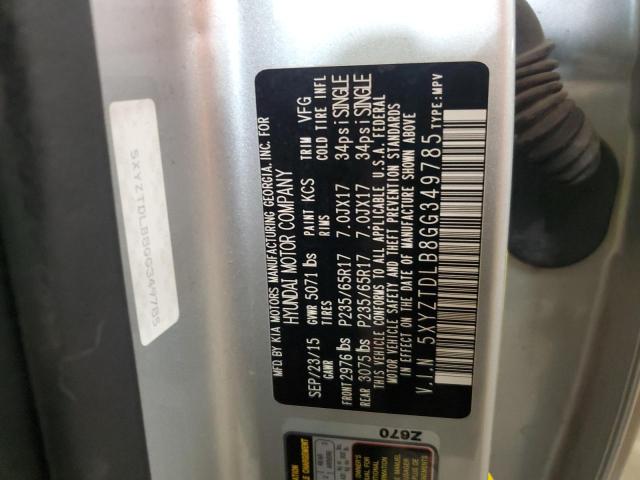 5XYZTDLB8GG349785
MFD BY KIA MOTORS MANUFACTURING GEORGIA. INC. FOR
HYUNDAI MOTOR COMPANY
SEP/23/15 GVWR 5071 lbs PAINT KCS TRIM VFG
GAWR TIRES RIMS COLD TIRE INFL
FRONT 2976 lbs P235/65R17 7.0JX17 34psi SINGLE
REAR 3075 lbs P235/65R17 7.0JX17 34psi SINGLE
THIS VEHICLE CONFORMS TO ALL APPLICABLE U.S.A. FEDERAL
MOTOR VEHICLE SAFETY AND THEFT PREVENTION STANDARDS
IN EFFECT ON THE DATE OF MANUFACTURE SHOWN ABOVE
V.I.N 5XYZTDLB8GG349785 TYPE:MPV
Z670